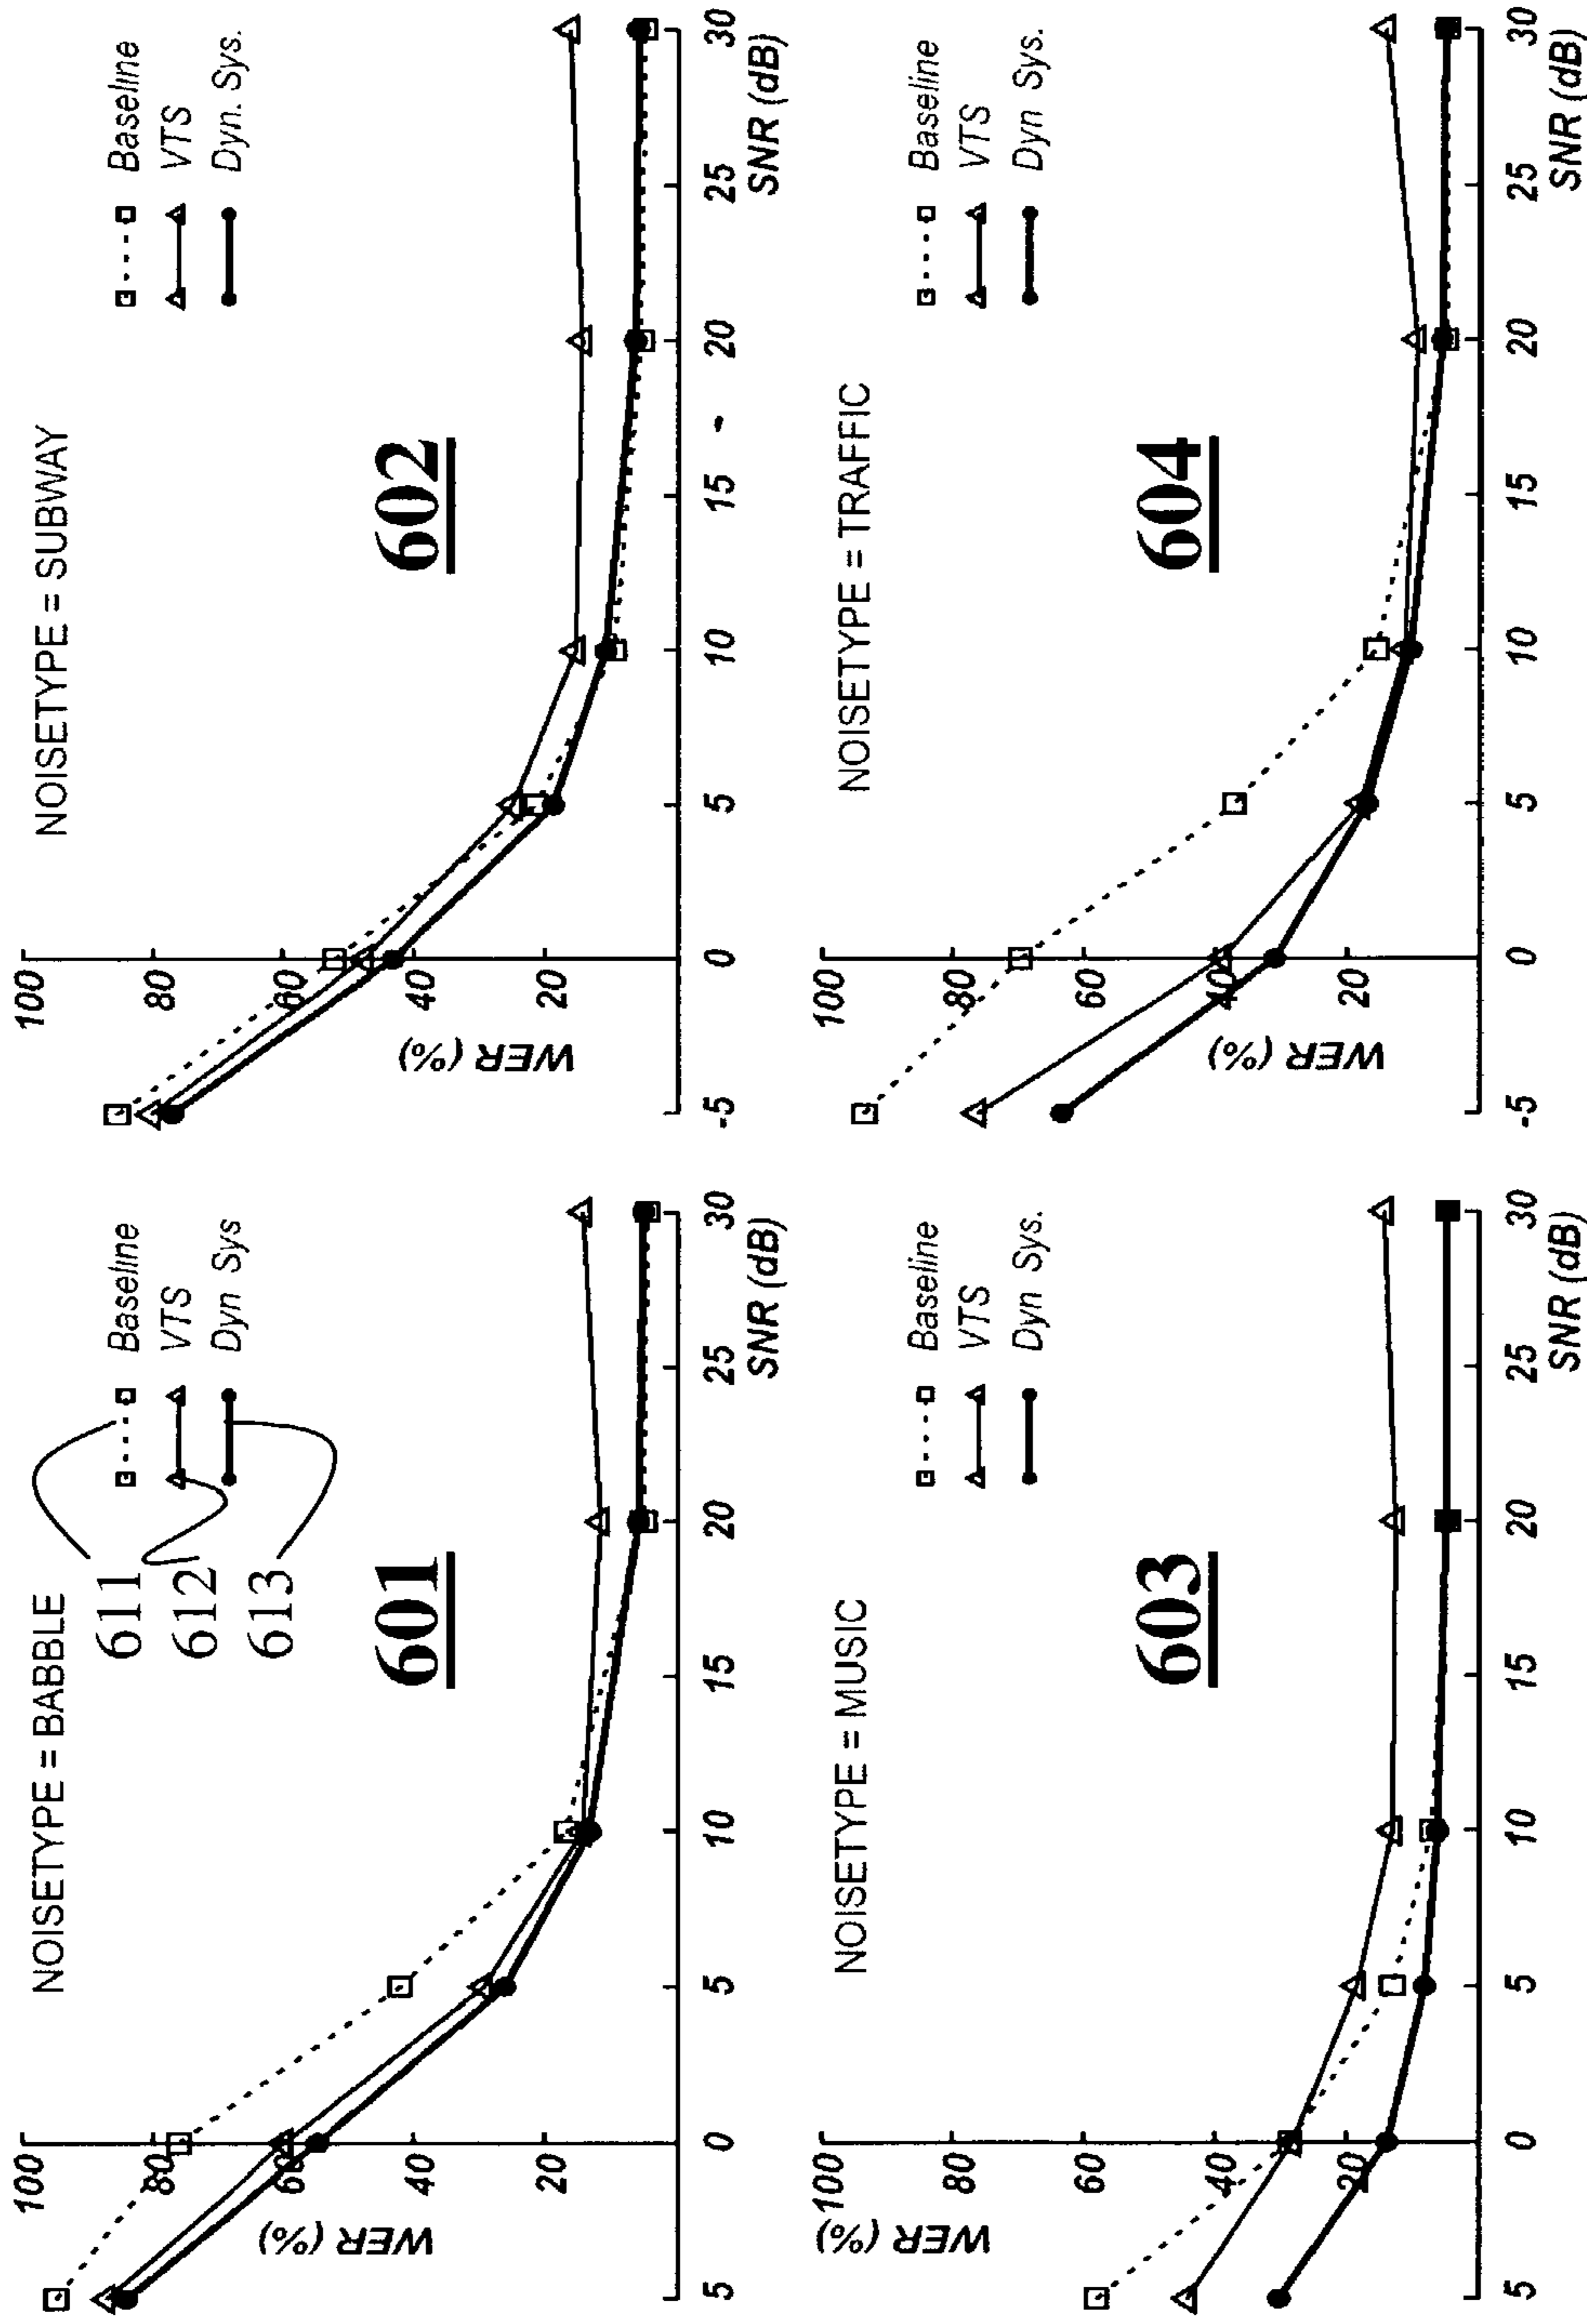 NOISETYPE = BABBLE
611
612
613
Baseline
VTS
Dyn Sys
601
100
80
60
40
20
WER (%)
5 0 5 10 15 20 25 30
SNR (dB)
NOISETYPE = SUBWAY
Baseline
VTS
Dyn. Sys.
602
100
80
60
40
20
WER (%)
-5 0 5 10 15 20 25 30
SNR (dB)
NOISETYPE = MUSIC
Baseline
VTS
Dyn Sys.
603
100
80
60
40
20
WER (%)
5 0 5 10 15 20 25 30
SNR (dB)
NOISETYPE = TRAFFIC
Baseline
VTS
Dyn Sys.
604
100
80
60
40
20
WER (%)
-5 0 5 10 15 20 25 30
SNR (dB)